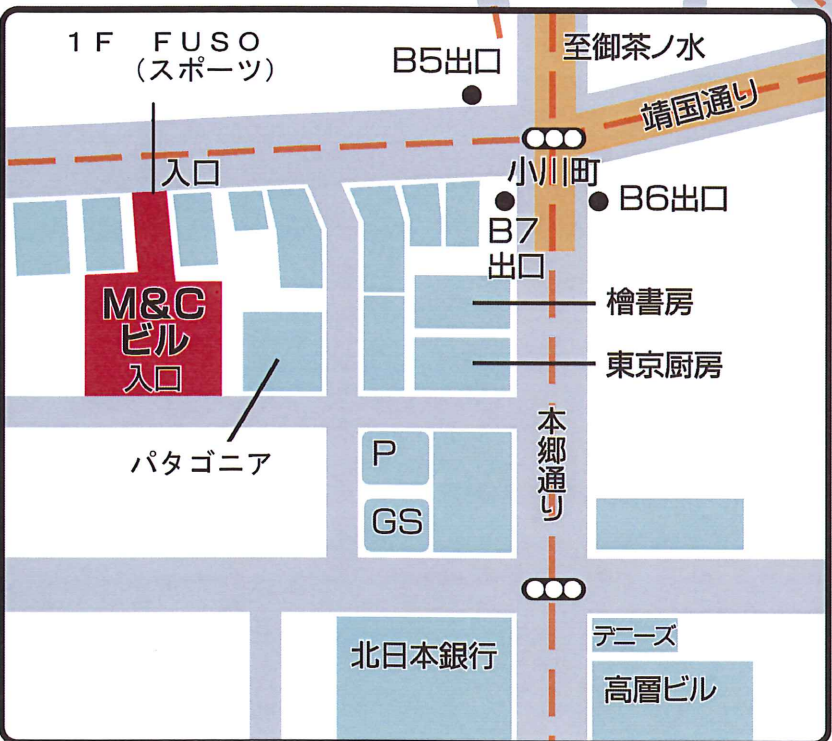 1F FUSO
(スポーツ)
B5出口
至御茶ノ水
靖国通り
入口
小川町
B6出口
B7
出口
M&C
ビル
入口
檜書房
東京厨房
パタゴニア
本郷通り
P
GS
北日本銀行
デニーズ
高層ビル